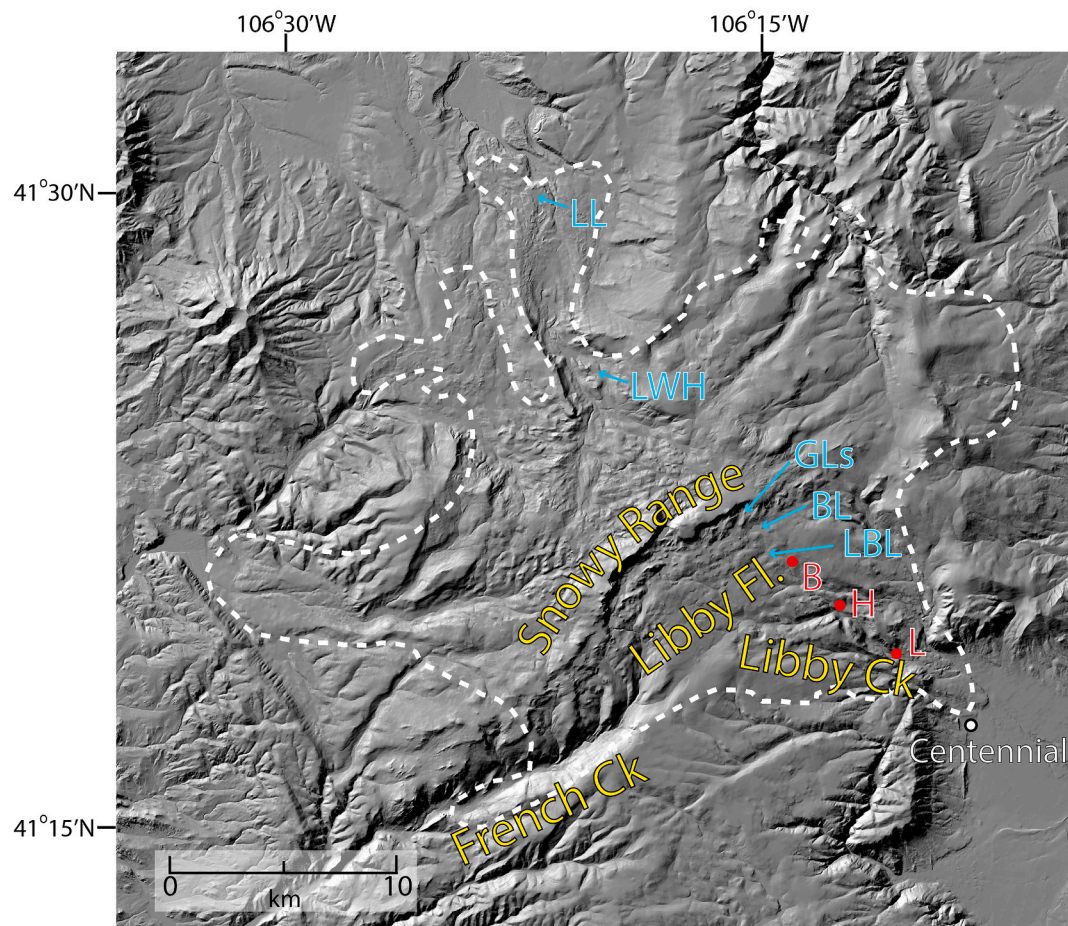 106°30'W
106°15'W
41°30'N
LL
LWH
GLs
BL
LBL
Snowy Range
B
Libby Fl.
H
L
Libby Ck
Centennial
French Ck
41°15'N
0
10
km